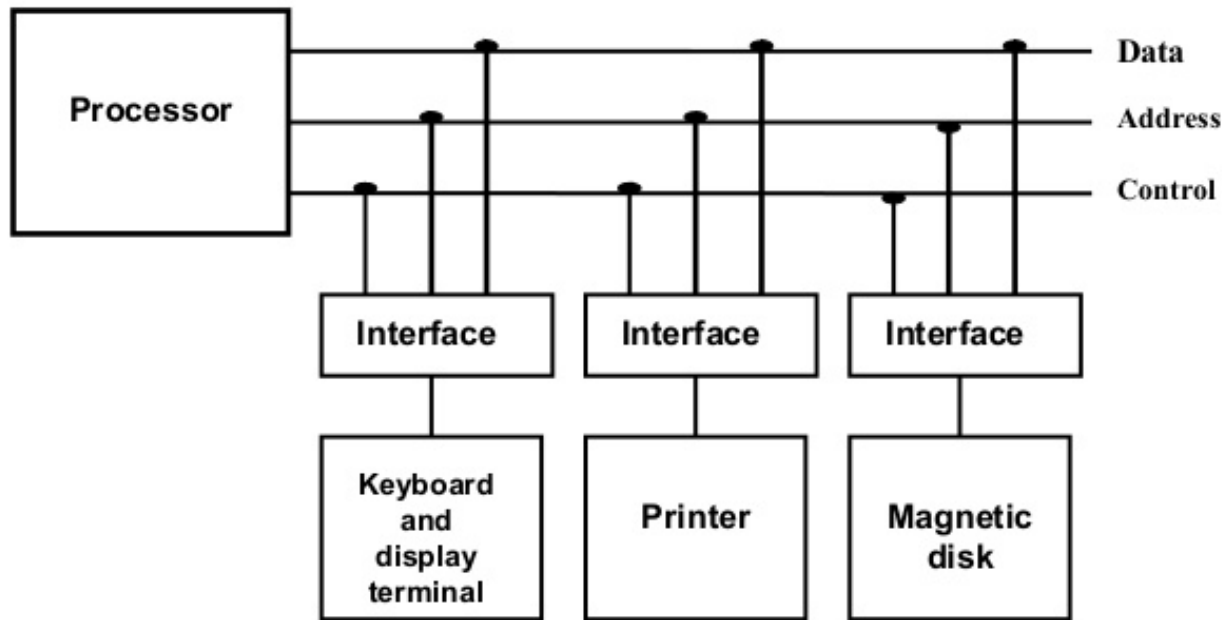 Processor
Data
Address
Control
Interface
Interface
Interface
Keyboard
and
display
terminal
Printer
Magnetic
disk